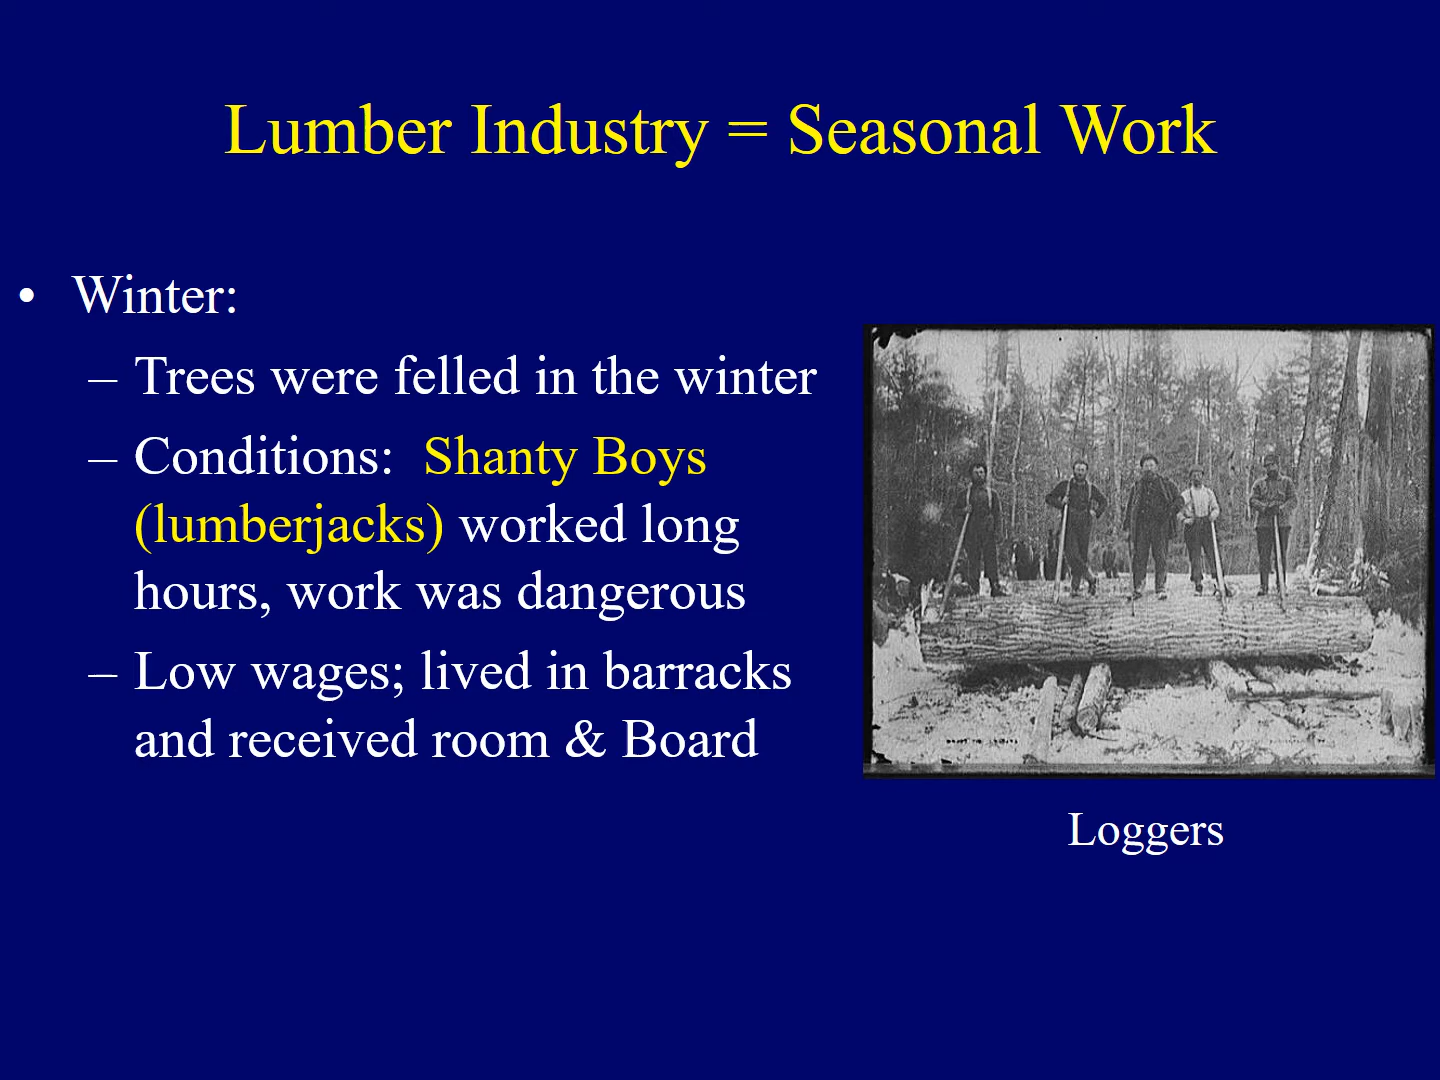 Lumber Industry = Seasonal Work
• Winter:
– Trees were felled in the winter
– Conditions: Shanty Boys
(lumberjacks) worked long
hours, work was dangerous
– Low wages; lived in barracks
and received room & Board
Loggers